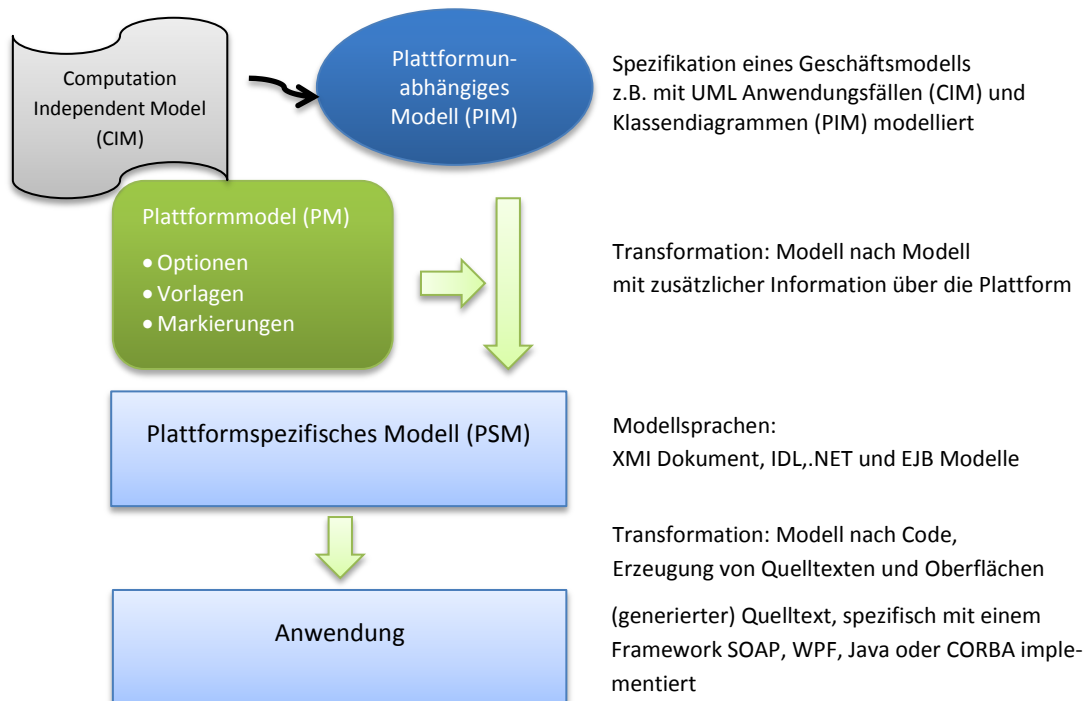 Computation
Independent Model
(CIM)
Plattformun-
abhängiges
Modell (PIM)
Spezifikation eines Geschäftsmodells
z.B. mit UML Anwendungsfällen (CIM) und
Klassendiagrammen (PIM) modelliert
Plattformmodel (PM)
• Optionen
• Vorlagen
• Markierungen
Transformation: Modell nach Modell
mit zusätzlicher Information über die Plattform
Plattformspezifisches Modell (PSM)
Modellsprachen:
XMI Dokument, IDL,.NET und EJB Modelle
Transformation: Modell nach Code,
Erzeugung von Quelltexten und Oberflächen
Anwendung
(generierter) Quelltext, spezifisch mit einem
Framework SOAP, WPF, Java oder CORBA imple-
mentiert